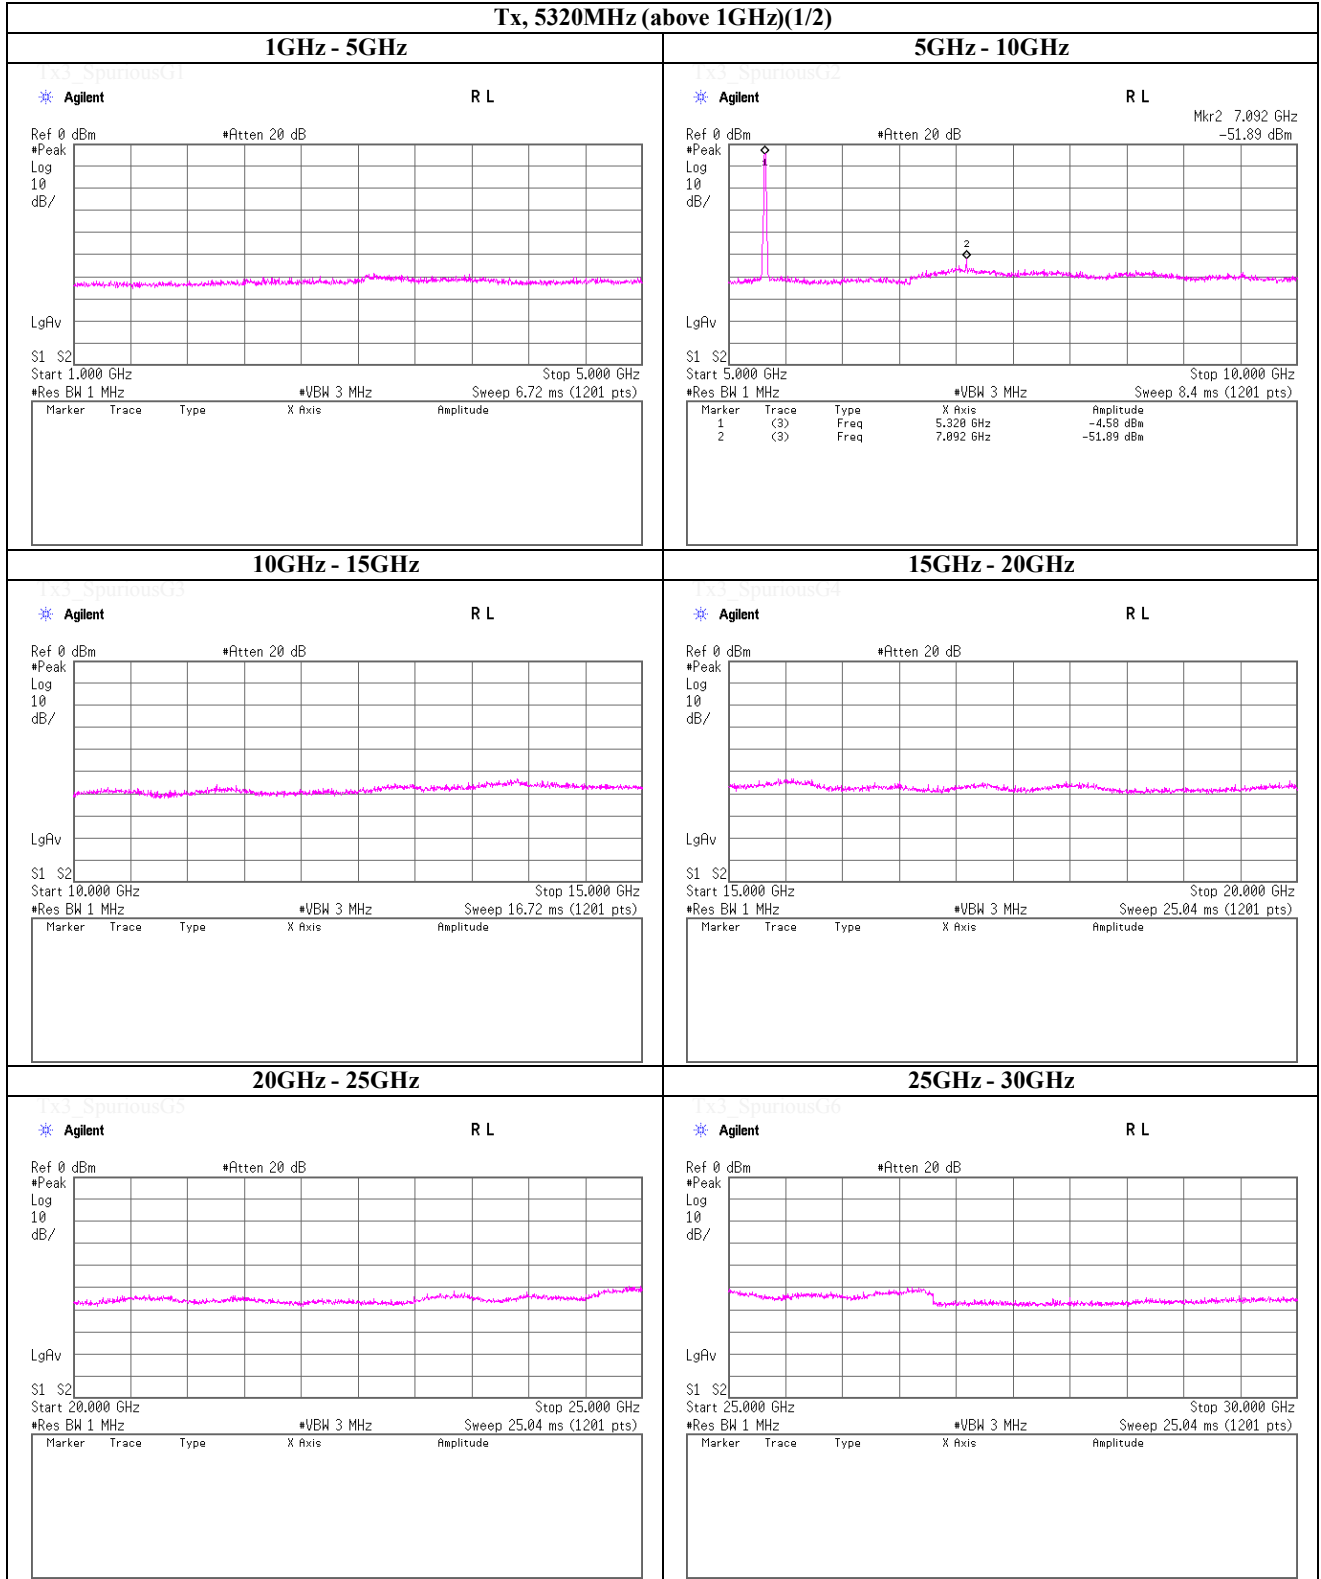 Tx, 5320MHz (above 1GHz)(1/2)
1GHz - 5GHz
Tx3_SpuriousG1
Agilent R L
Ref 0 dBm #Atten 20 dB
#Peak
Log
10
dB/
LgAv
S1 S2
Start 1.000 GHz Stop 5.000 GHz
#Res BW 1 MHz #VBW 3 MHz Sweep 6.72 ms (1201 pts)
Marker Trace Type X Axis Amplitude
5GHz - 10GHz
Tx3_SpuriousG2
Agilent R L
Mkr2 7.092 GHz
Ref 0 dBm #Atten 20 dB -51.89 dBm
#Peak
Log
10
dB/
1
2
LgAv
S1 S2
Start 5.000 GHz Stop 10.000 GHz
#Res BW 1 MHz #VBW 3 MHz Sweep 8.4 ms (1201 pts)
Marker Trace Type X Axis Amplitude
1 (3) Freq 5.320 GHz -4.58 dBm
2 (3) Freq 7.092 GHz -51.89 dBm
10GHz - 15GHz
Tx3_SpuriousG3
Agilent R L
Ref 0 dBm #Atten 20 dB
#Peak
Log
10
dB/
LgAv
S1 S2
Start 10.000 GHz Stop 15.000 GHz
#Res BW 1 MHz #VBW 3 MHz Sweep 16.72 ms (1201 pts)
Marker Trace Type X Axis Amplitude
15GHz - 20GHz
Tx3_SpuriousG4
Agilent R L
Ref 0 dBm #Atten 20 dB
#Peak
Log
10
dB/
LgAv
S1 S2
Start 15.000 GHz Stop 20.000 GHz
#Res BW 1 MHz #VBW 3 MHz Sweep 25.04 ms (1201 pts)
Marker Trace Type X Axis Amplitude
20GHz - 25GHz
Tx3_SpuriousG5
Agilent R L
Ref 0 dBm #Atten 20 dB
#Peak
Log
10
dB/
LgAv
S1 S2
Start 20.000 GHz Stop 25.000 GHz
#Res BW 1 MHz #VBW 3 MHz Sweep 25.04 ms (1201 pts)
Marker Trace Type X Axis Amplitude
25GHz - 30GHz
Tx3_SpuriousG6
Agilent R L
Ref 0 dBm #Atten 20 dB
#Peak
Log
10
dB/
LgAv
S1 S2
Start 25.000 GHz Stop 30.000 GHz
#Res BW 1 MHz #VBW 3 MHz Sweep 25.04 ms (1201 pts)
Marker Trace Type X Axis Amplitude